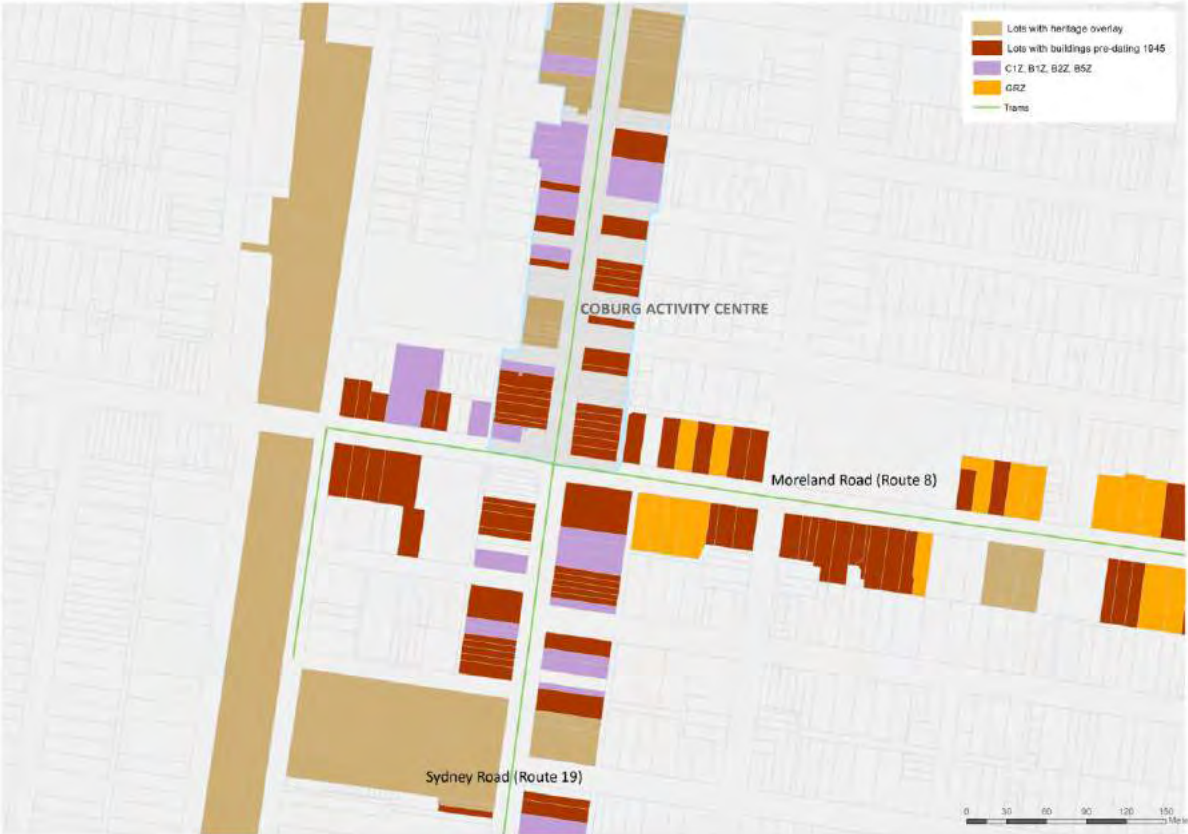 Lots with heritage overlay
Lots with buildings pre-dating 1945
C1Z, B1Z, B2Z, B5Z
GRZ
Trams
COBURG ACTIVITY CENTRE
Moreland Road (Route 8)
Sydney Road (Route 19)
0 30 60 90 120 150